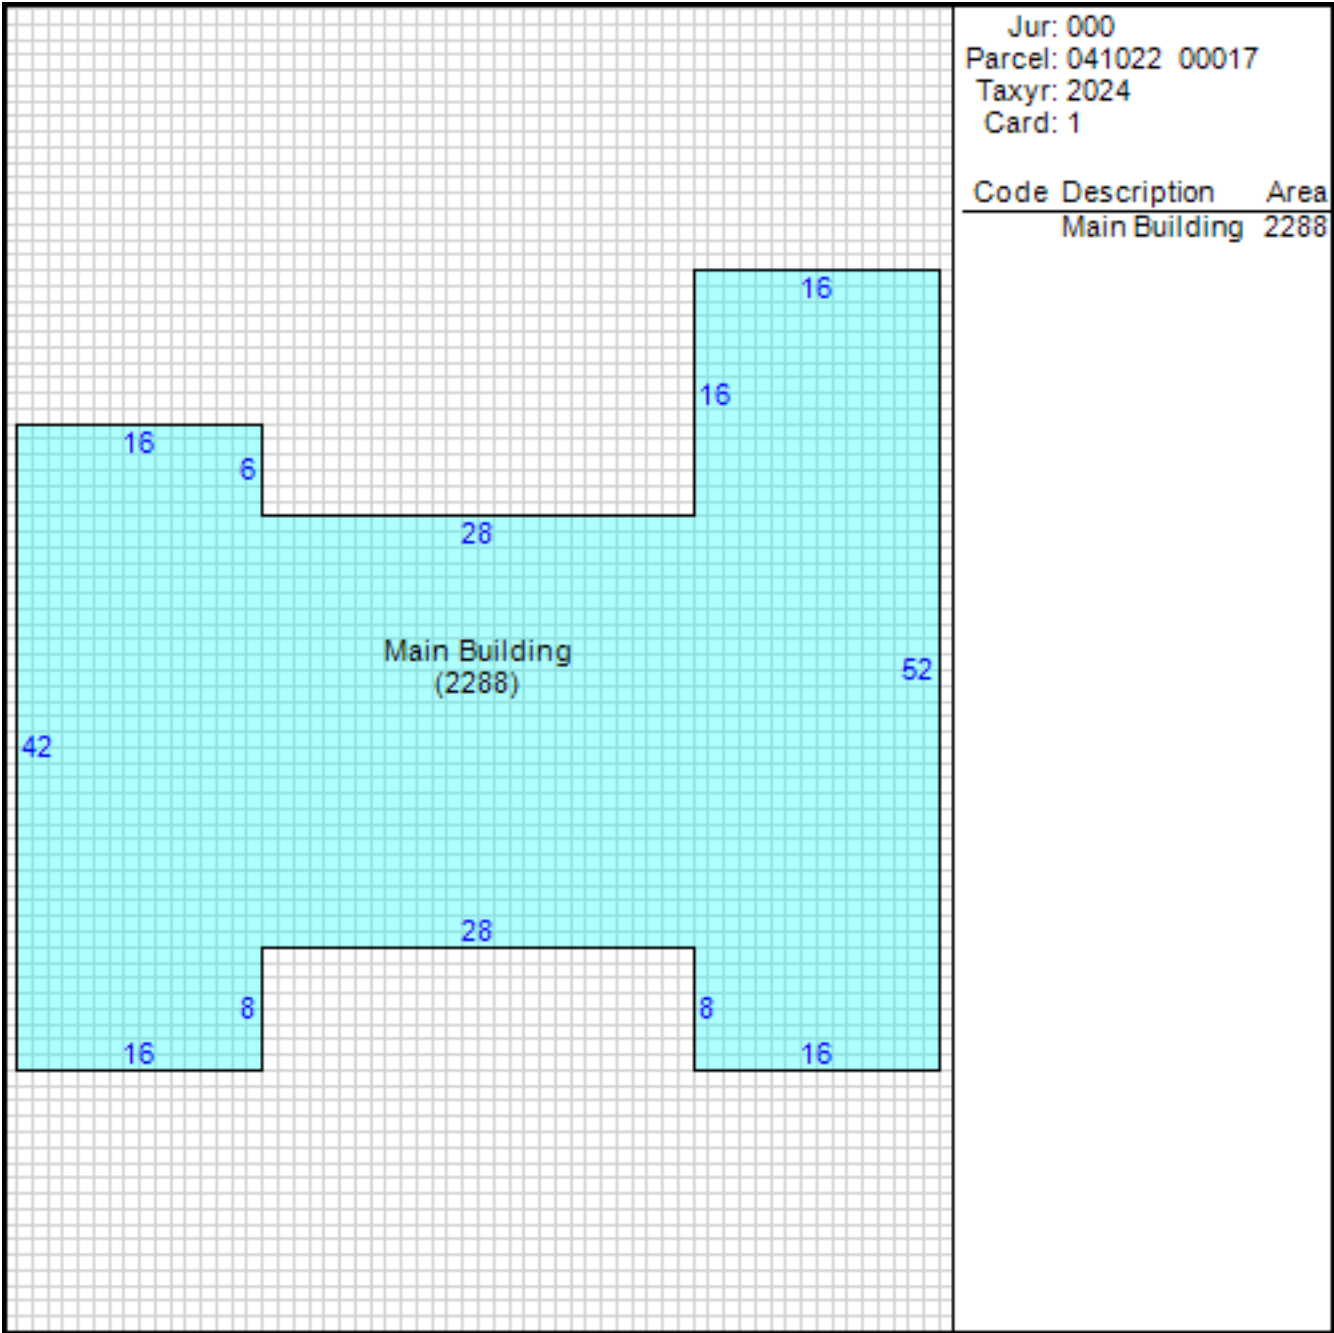 Jur: 000
Parcel: 041022 00017
Taxyr: 2024
Card: 1
Code Description Area
Main Building 2288
16
16
16
6
28
Main Building
(2288)
52
42
28
8
8
16
16